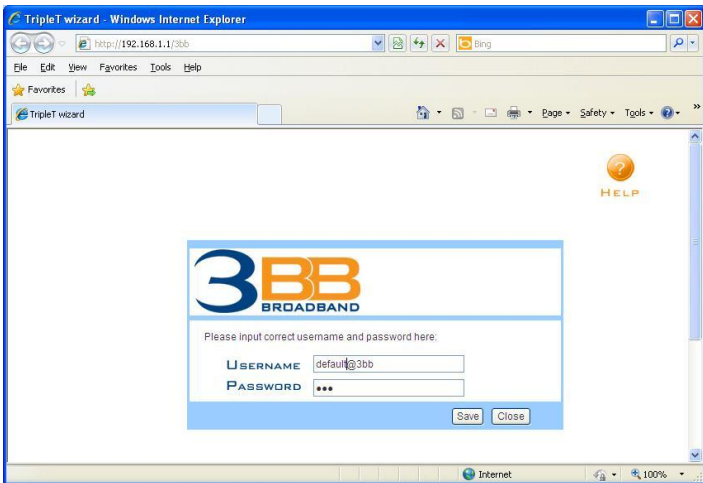 TripleT wizard - Windows Internet Explorer
http://192.168.1.1/3bb
Bing
File Edit View Favorites Tools Help
Favorites
TripleT wizard
Page Safety Tools
»
HELP
3BB
BROADBAND
Please input correct username and password here:
USERNAME default@3bb
PASSWORD •••
Save Close
Internet 100%